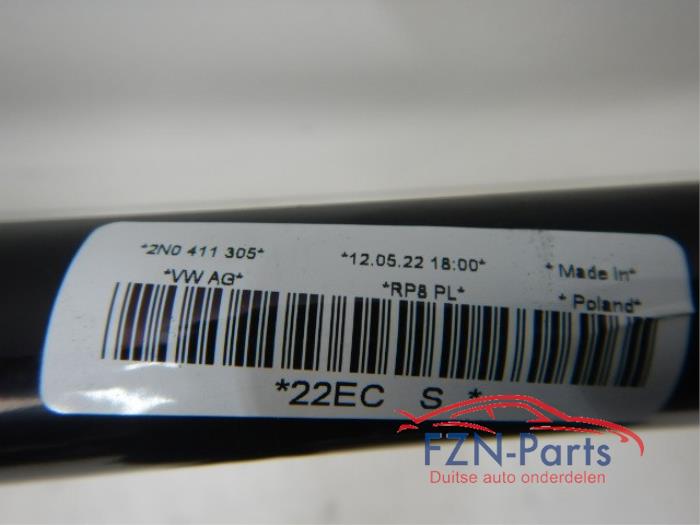 *2N0 411 305* *12.05.22 18:00* * Made In*
*VW AG* *RP8 PL* * Poland*
*22EC S *
FZN-Parts
Duitse auto onderdelen